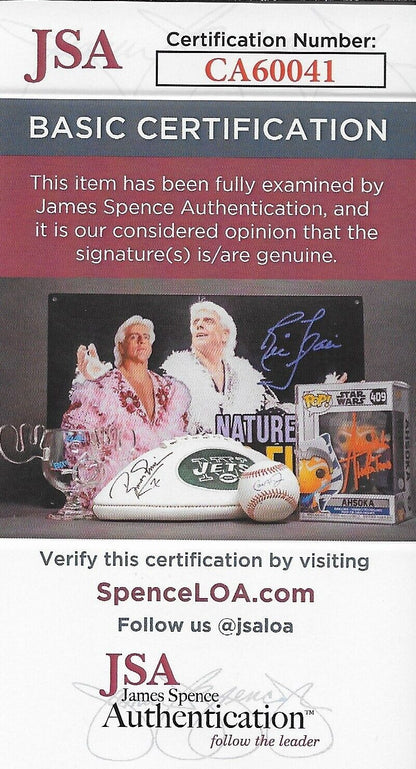 JSA
Certification Number:
CA60041
BASIC CERTIFICATION
This item has been fully examined by
James Spence Authentication, and
it is our considered opinion that the
signature(s) is/are genuine.
NATURE
JETS
POP!
STAR
WARS
409
AHSOKA
Verify this certification by visiting
SpenceLOA.com
Follow us @jsaloa
JSA
James Spence
Authentication™
follow the leader